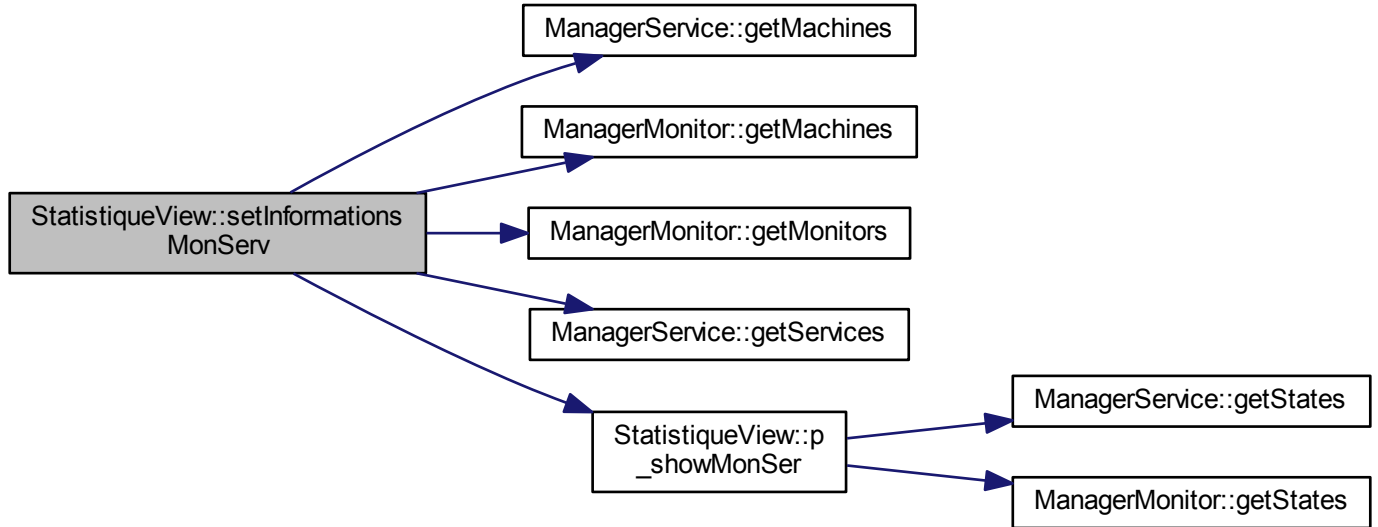 ManagerService::getMachines
ManagerMonitor::getMachines
StatistiqueView::setInformations
MonServ
ManagerMonitor::getMonitors
ManagerService::getServices
StatistiqueView::p
_showMonSer
ManagerService::getStates
ManagerMonitor::getStates